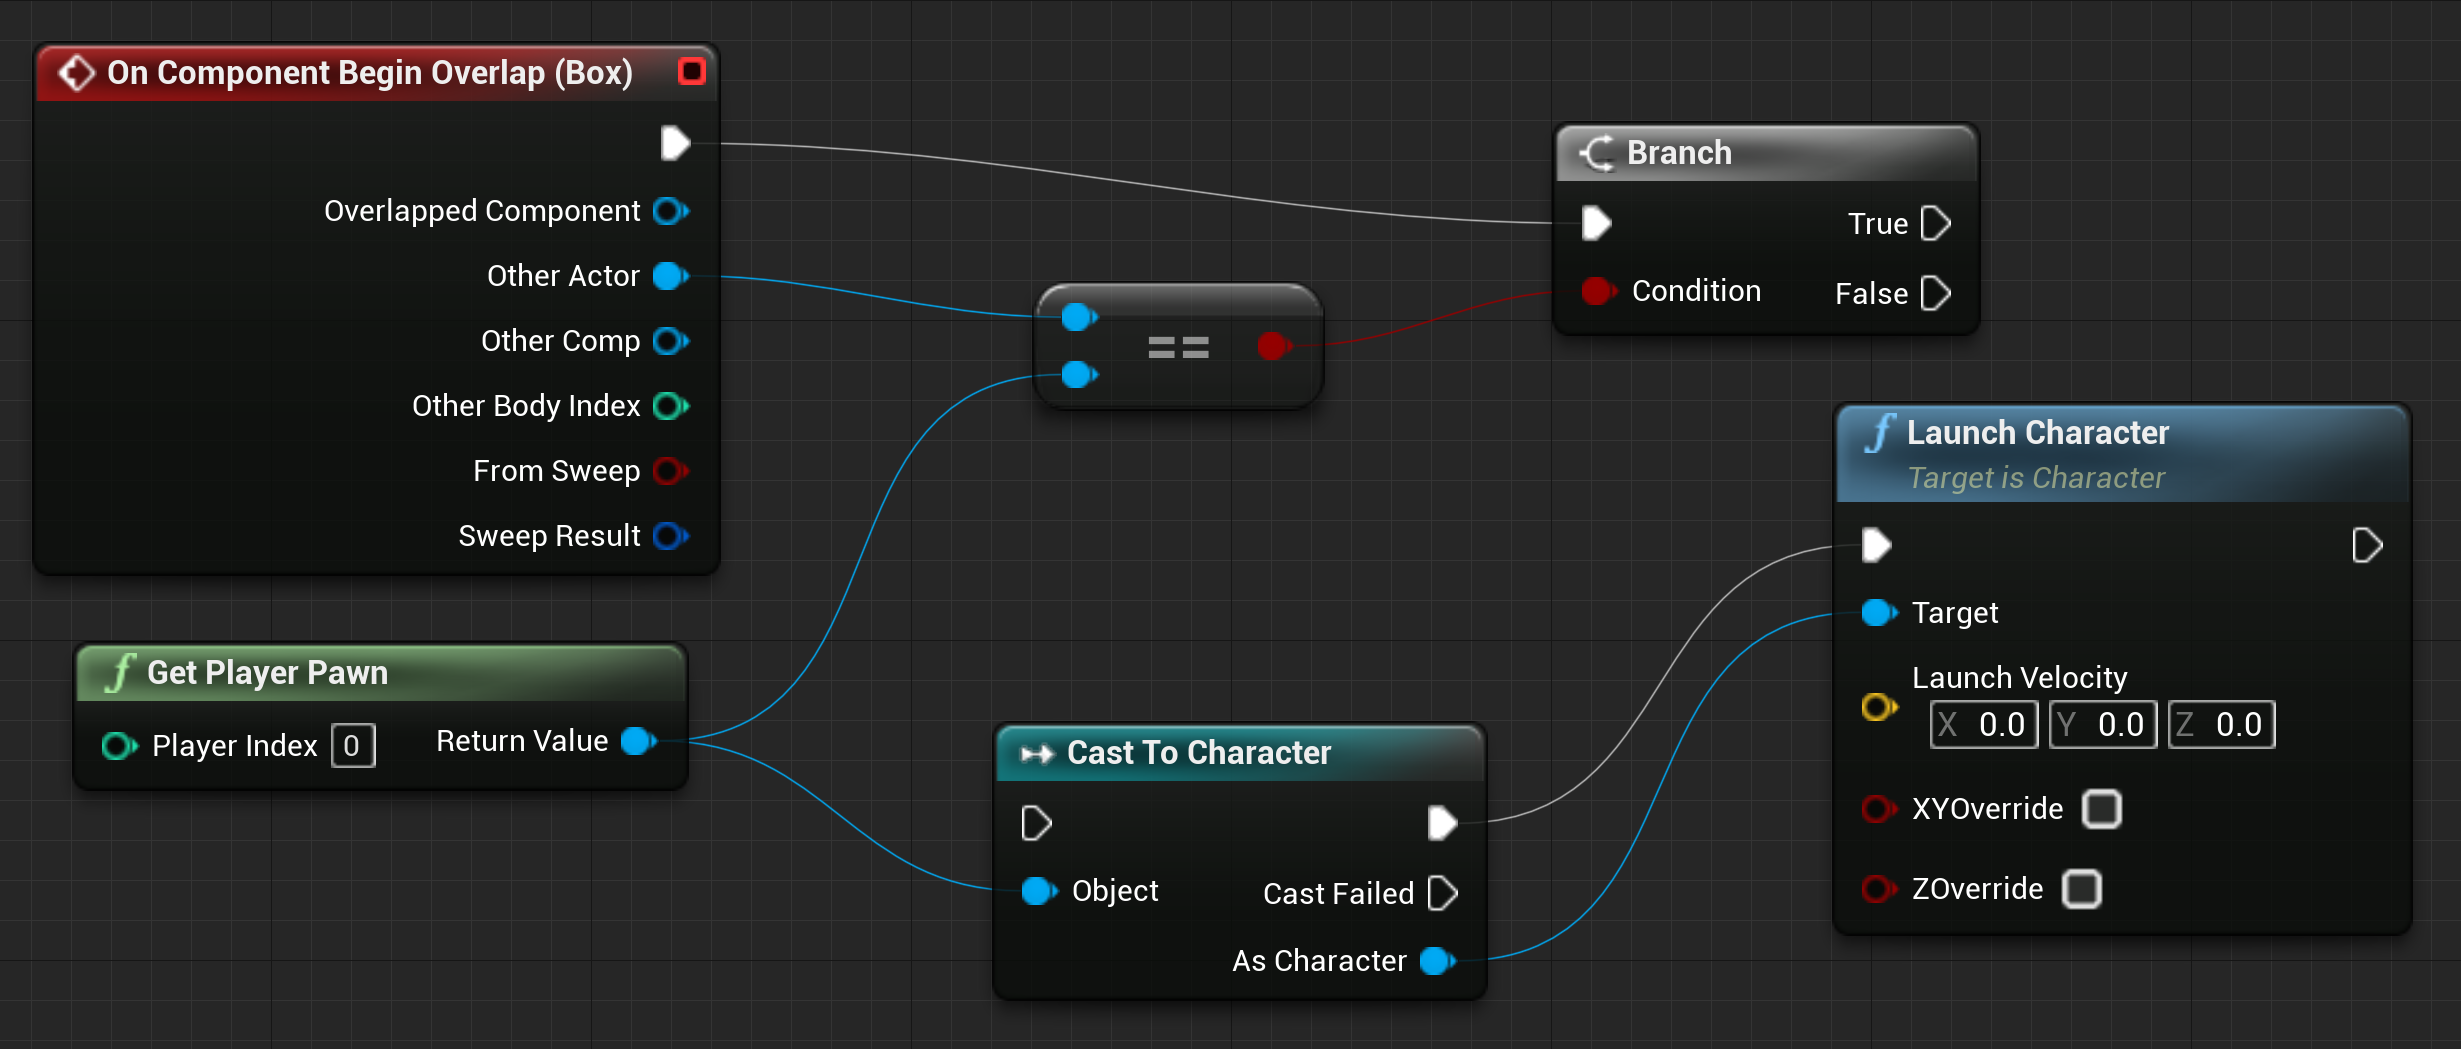 On Component Begin Overlap (Box)
Overlapped Component
Other Actor
Other Comp
Other Body Index
From Sweep
Sweep Result
Get Player Pawn
Player Index 0 Return Value
==
Branch
True
Condition False
Cast To Character
Object Cast Failed
As Character
Launch Character
Target is Character
Target
Launch Velocity
X 0.0 Y 0.0 Z 0.0
XYOverride
ZOverride